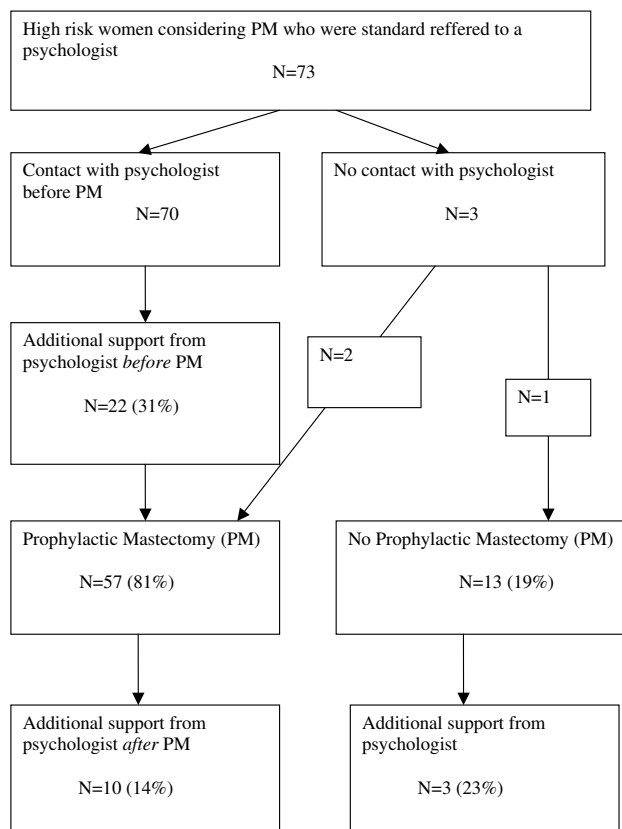 High risk women considering PM who were standard reffered to a
psychologist
N=73
Contact with psychologist
before PM
N=70
No contact with psychologist
N=3
Additional support from
psychologist before PM
N=22 (31%)
N=2
N=1
Prophylactic Mastectomy (PM)
N=57 (81%)
No Prophylactic Mastectomy (PM)
N=13 (19%)
Additional support from
psychologist after PM
N=10 (14%)
Additional support from
psychologist
N=3 (23%)